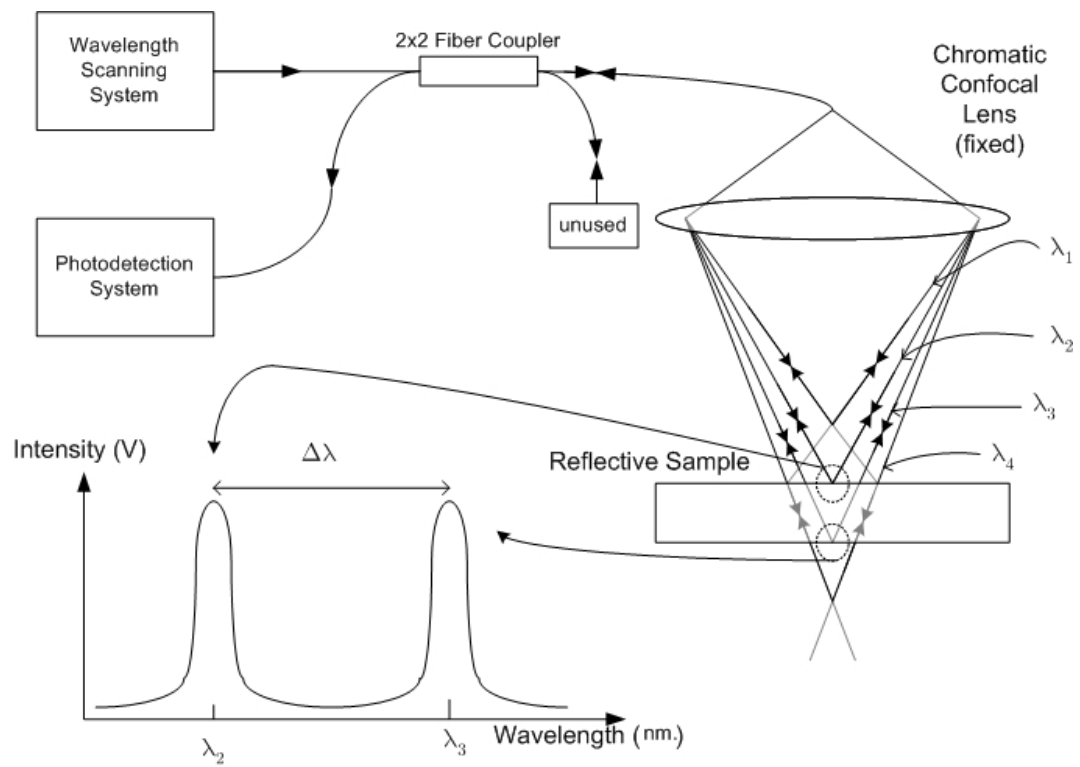 Wavelength
Scanning
System
2x2 Fiber Coupler
Chromatic
Confocal
Lens
(fixed)
unused
Photodetection
System
λ1
λ2
λ3
λ4
Reflective Sample
Intensity (V)
Δλ
λ2
λ3
Wavelength (nm.)